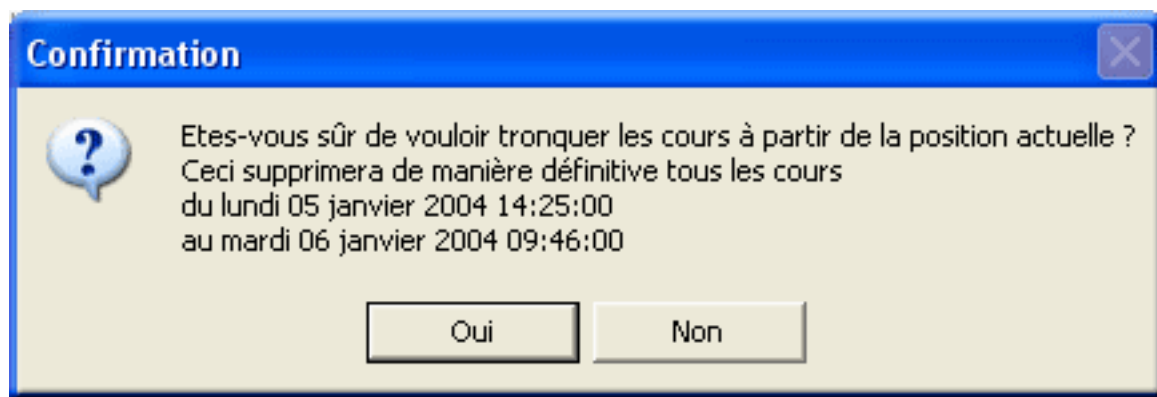 Confirmation
Etes-vous sûr de vouloir tronquer les cours à partir de la position actuelle ?
Ceci supprimera de manière définitive tous les cours
du lundi 05 janvier 2004 14:25:00
au mardi 06 janvier 2004 09:46:00
Oui Non